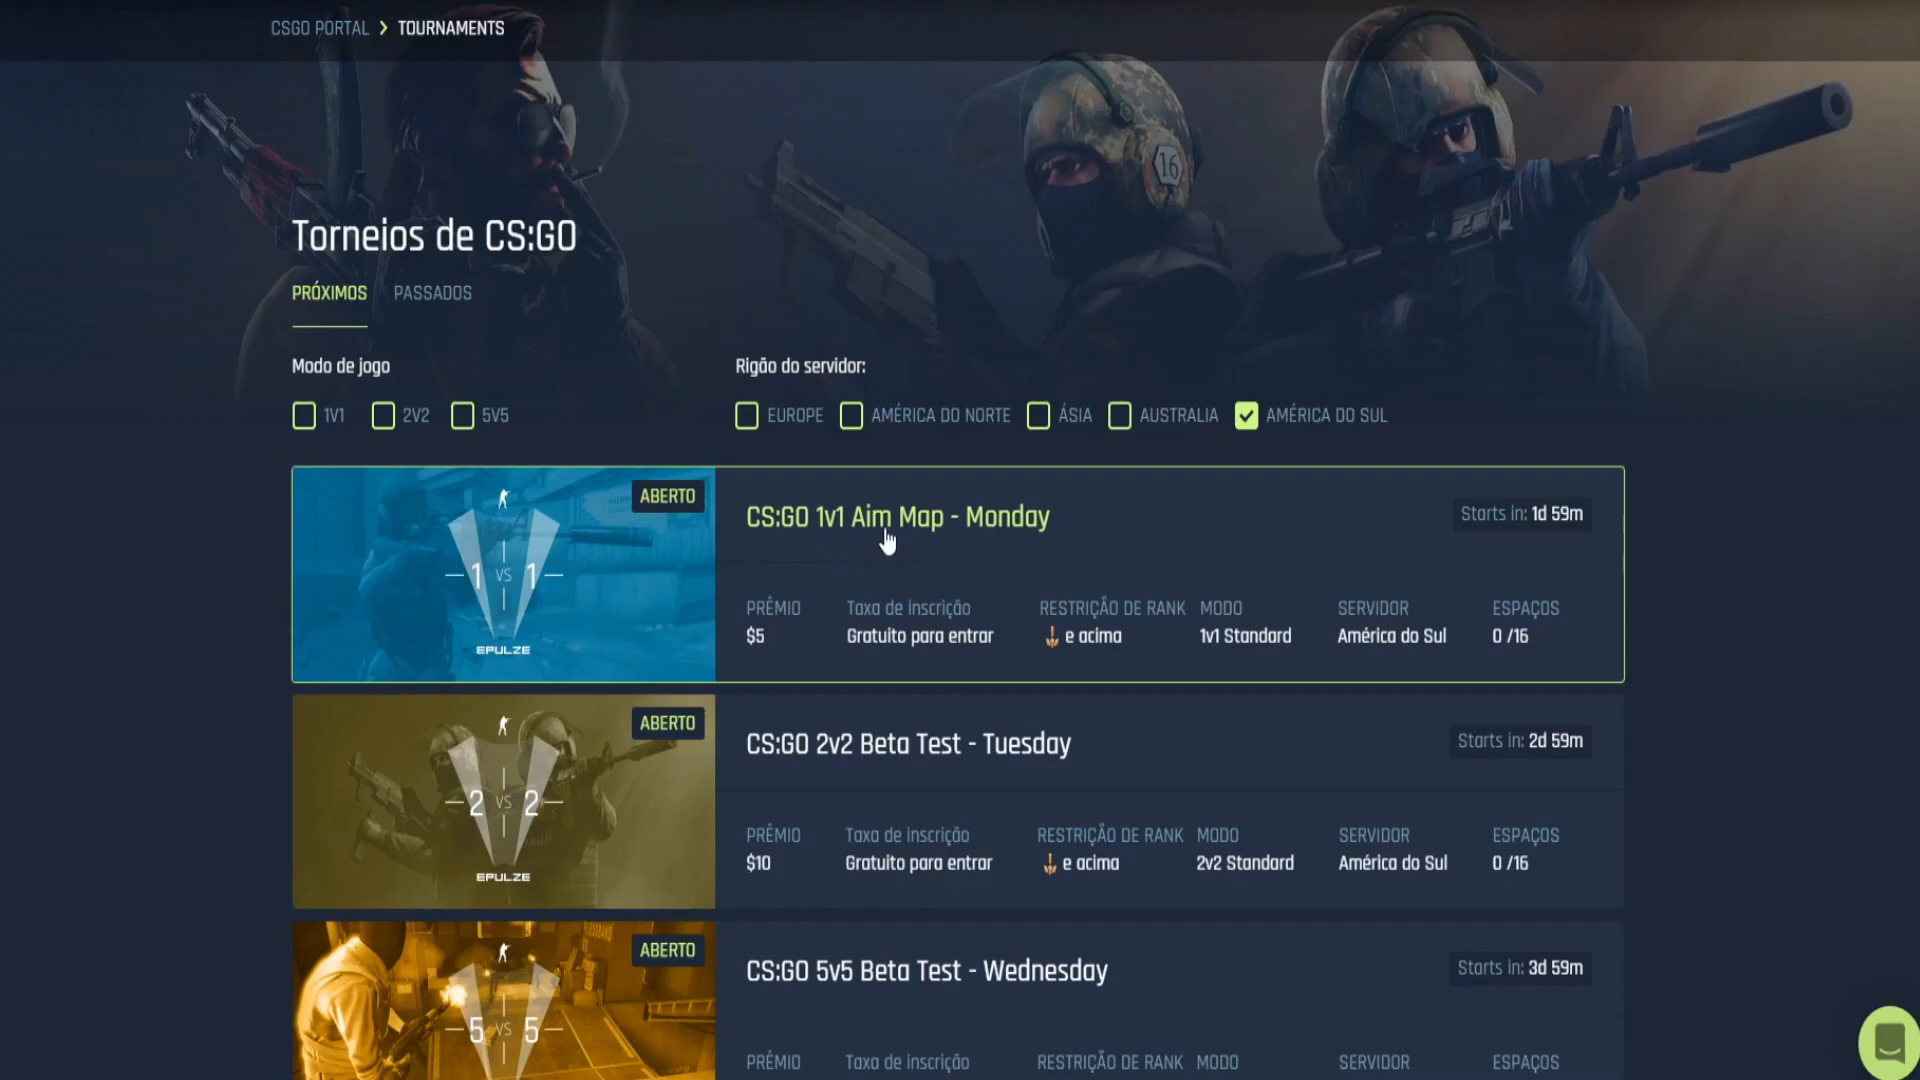 CSGO PORTAL > TOURNAMENTS
16
Torneios de CS:GO
PRÓXIMOS PASSADOS
Modo de jogo
Rigão do servidor:
1V1 2V2 5V5
EUROPE AMÉRICA DO NORTE ÁSIA AUSTRALIA AMÉRICA DO SUL
ABERTO
1 VS 1
EPULZE
CS:GO 1v1 Aim Map - Monday
Starts in: 1d 59m
PRÊMIO Taxa de inscrição RESTRIÇÃO DE RANK MODO SERVIDOR ESPAÇOS
$5 Gratuito para entrar e acima 1v1 Standard América do Sul 0 /16
ABERTO
2 VS 2
EPULZE
CS:GO 2v2 Beta Test - Tuesday
Starts in: 2d 59m
PRÊMIO Taxa de inscrição RESTRIÇÃO DE RANK MODO SERVIDOR ESPAÇOS
$10 Gratuito para entrar e acima 2v2 Standard América do Sul 0 /16
ABERTO
5 VS 5
CS:GO 5v5 Beta Test - Wednesday
Starts in: 3d 59m
PRÊMIO Taxa de inscrição RESTRIÇÃO DE RANK MODO SERVIDOR ESPAÇOS